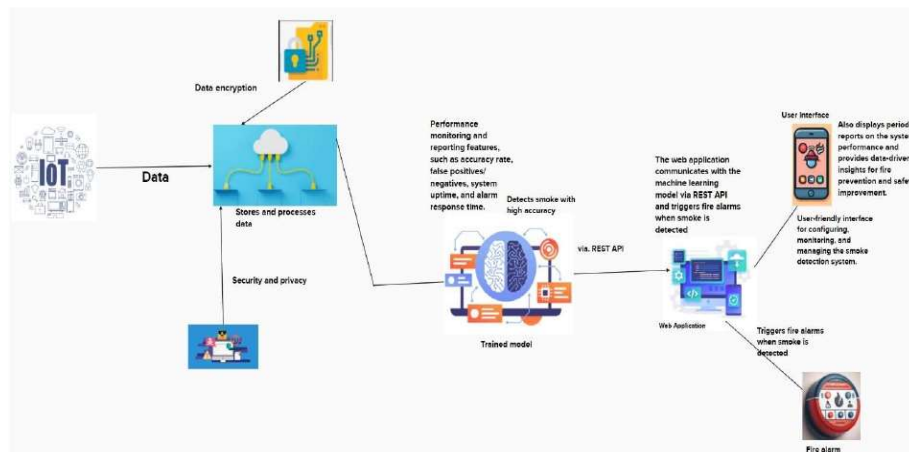 Data encryption
IoT
Data
Stores and processes
data
Security and privacy
Performance
monitoring and
reporting features,
such as accuracy rate,
false positives/
negatives, system
uptime, and alarm
response time.
Detects smoke with
high accuracy
Trained model
via. REST API
The web application
communicates with the
machine learning
model via REST API
and triggers fire alarms
when smoke is
detected
Web Application
User Interface
Also displays period
reports on the syste
performance and
provides data-driven
insights for fire
prevention and safe
improvement.
User-friendly interface
for configuring,
monitoring, and
managing the smoke
detection system.
Triggers fire alarms
when smoke is
detected
Fire alarm